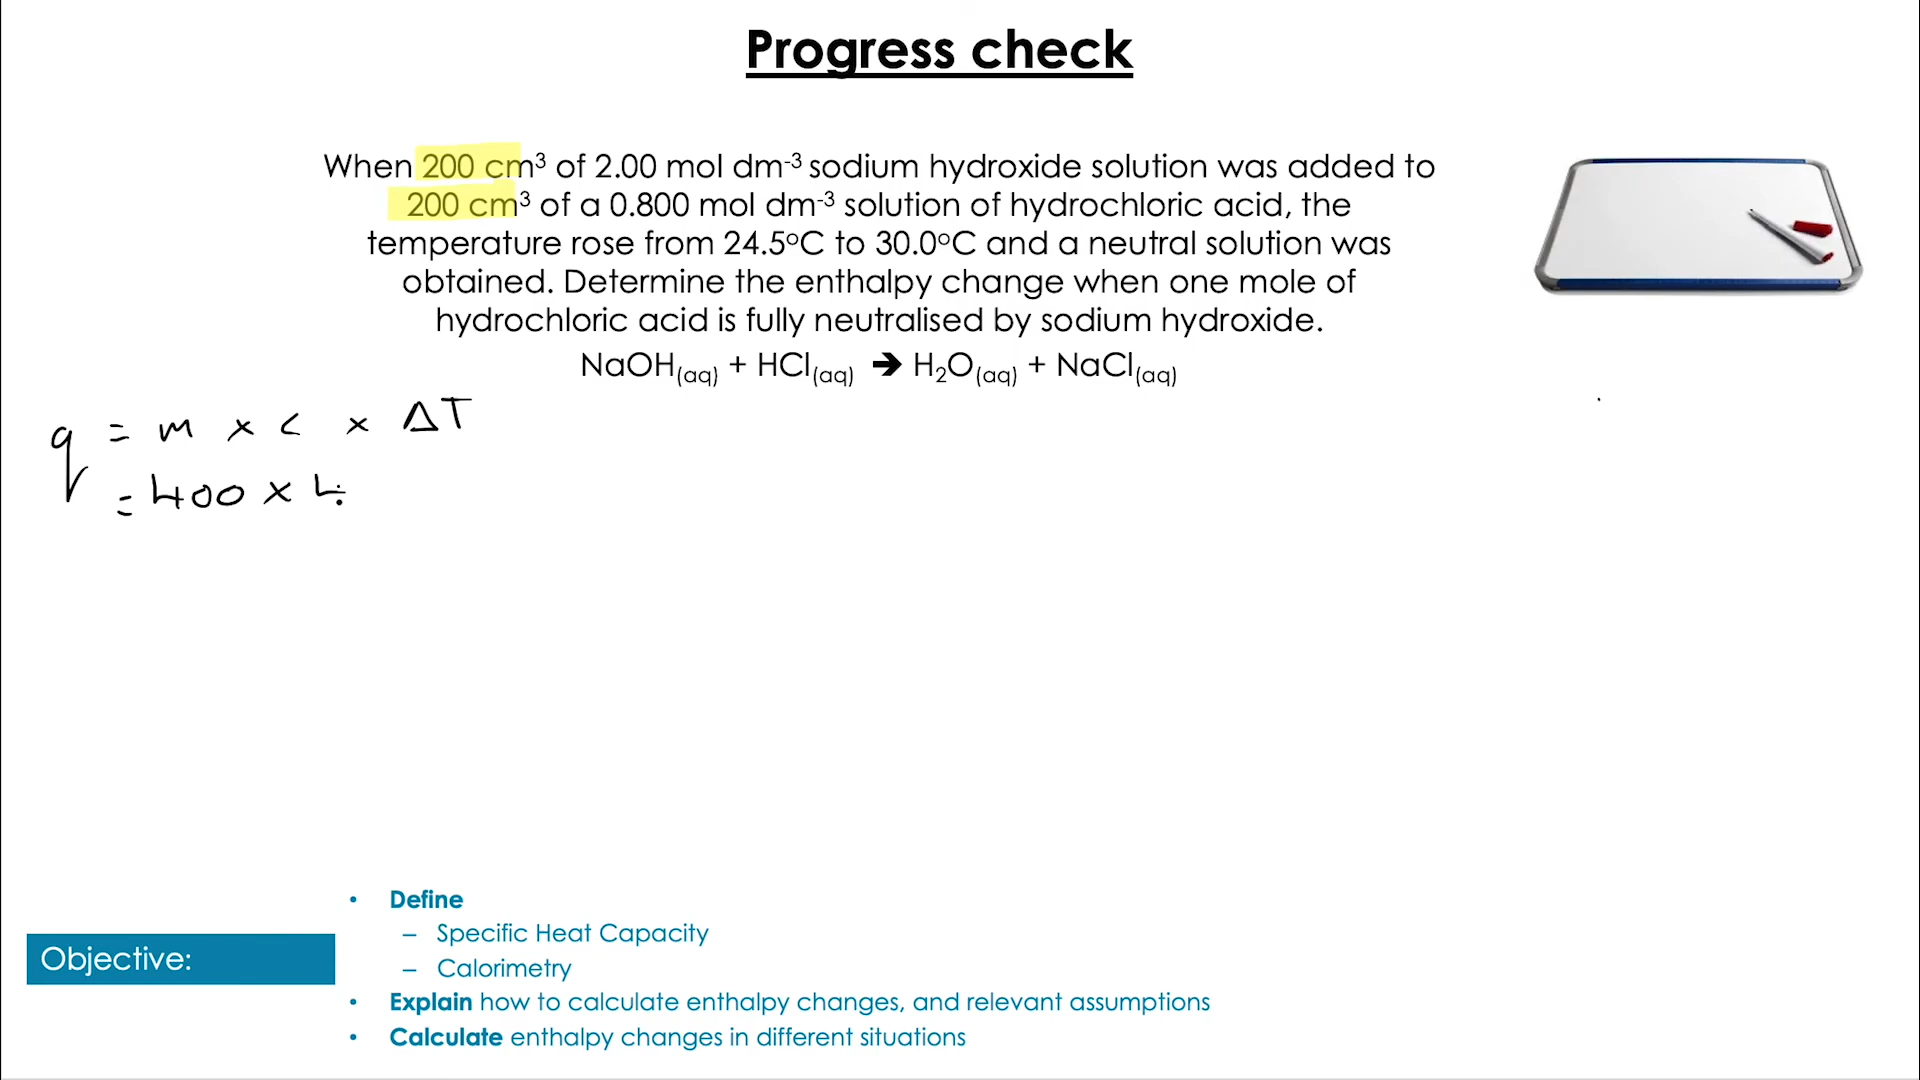 Progress check
When 200 cm³ of 2.00 mol dm⁻³ sodium hydroxide solution was added to
200 cm³ of a 0.800 mol dm⁻³ solution of hydrochloric acid, the
temperature rose from 24.5°C to 30.0°C and a neutral solution was
obtained. Determine the enthalpy change when one mole of
hydrochloric acid is fully neutralised by sodium hydroxide.
NaOH(aq) + HCl(aq) ➔ H₂O(aq) + NaCl(aq)
q = m × c × ΔT
= 400 × 4.
Objective:
• Define
– Specific Heat Capacity
– Calorimetry
• Explain how to calculate enthalpy changes, and relevant assumptions
• Calculate enthalpy changes in different situations